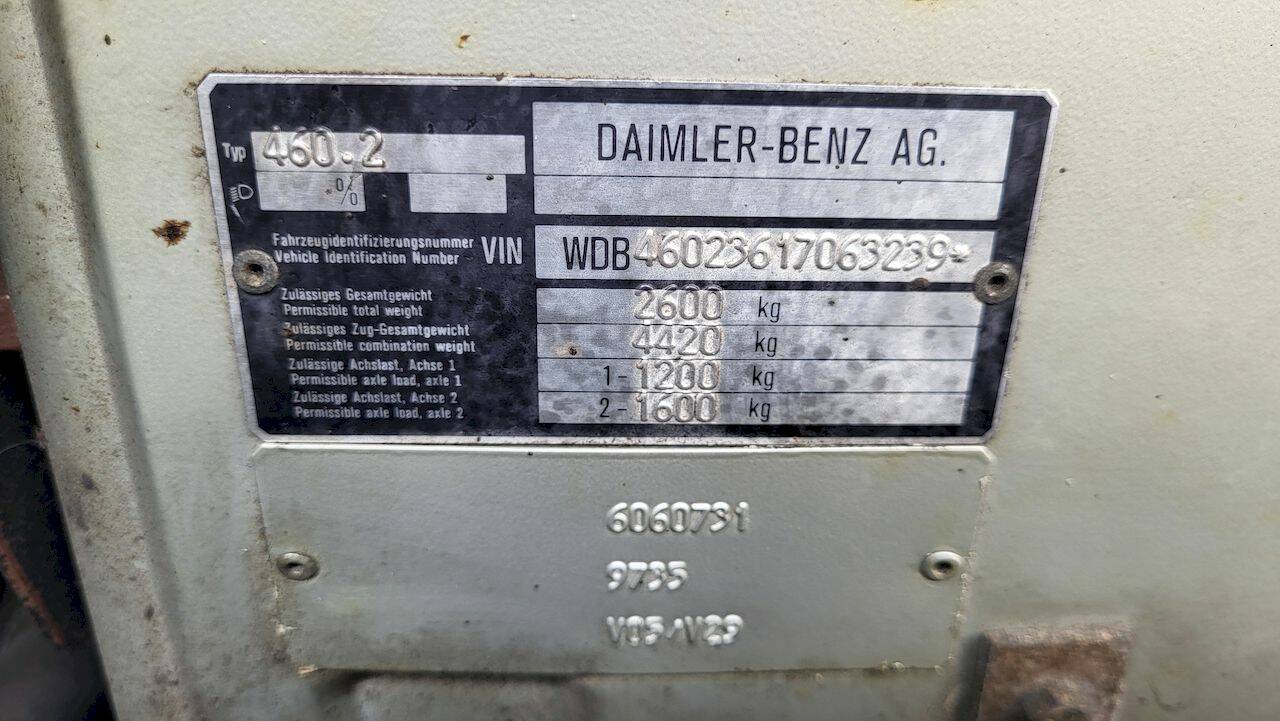 Typ 460.2
DAIMLER-BENZ AG.
%
Fahrzeugidentifizierungsnummer
Vehicle Identification Number
VIN
WDB46023617063239*
Zulässiges Gesamtgewicht
Permissible total weight
2600 kg
Zulässiges Zug-Gesamtgewicht
Permissible combination weight
4420 kg
Zulässige Achslast, Achse 1
Permissible axle load, axle 1
1-1200 kg
Zulässige Achslast, Achse 2
Permissible axle load, axle 2
2-1600 kg
6060731
9735
V05/V29